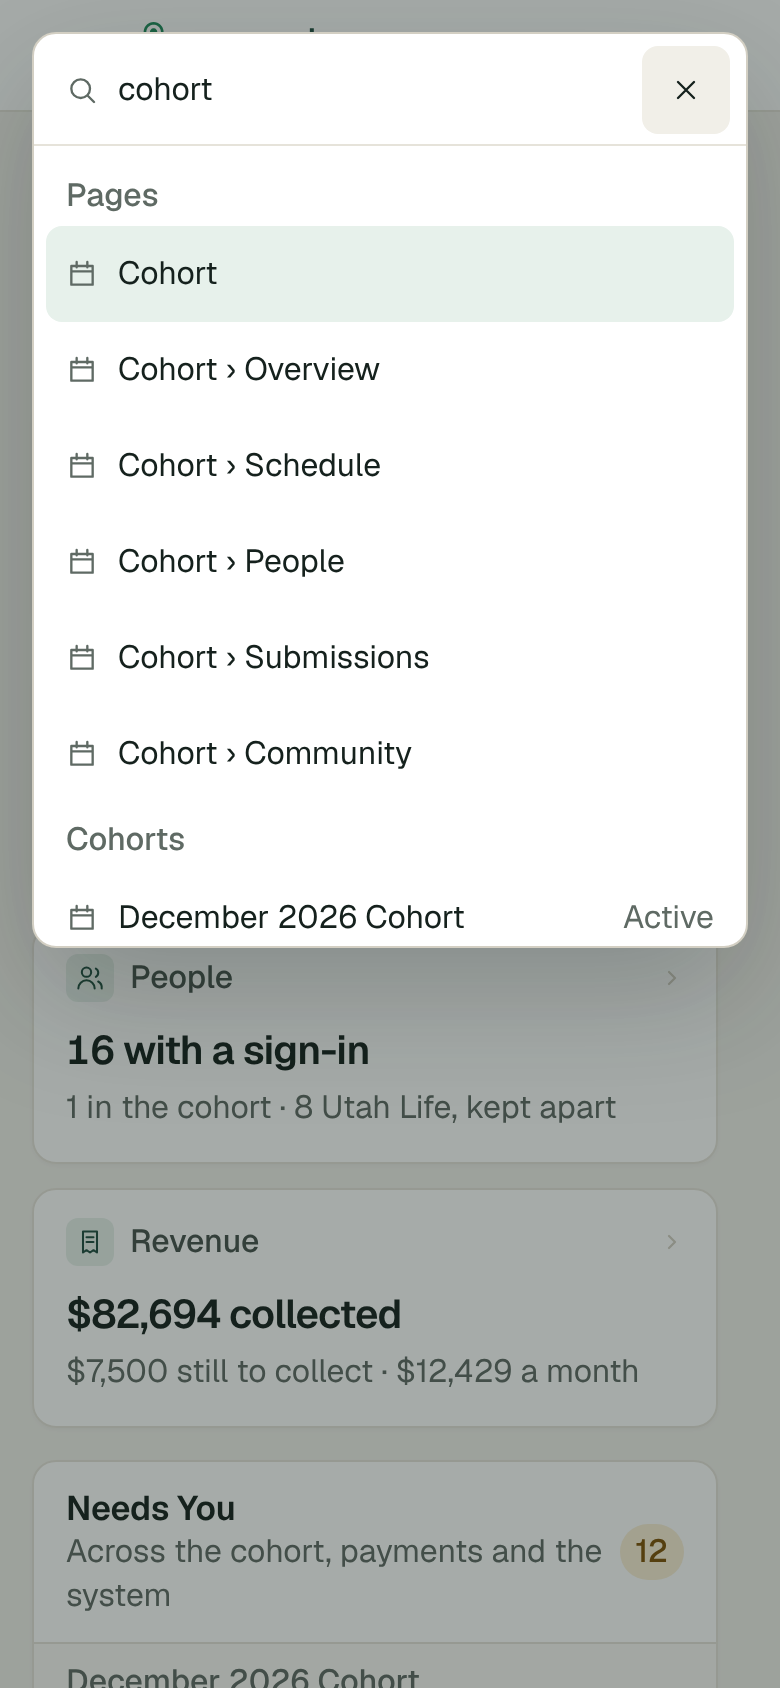 cohort
Pages
Cohort
Cohort › Overview
Cohort › Schedule
Cohort › People
Cohort › Submissions
Cohort › Community
Cohorts
December 2026 Cohort Active
People
16 with a sign-in
1 in the cohort · 8 Utah Life, kept apart
Revenue
$82,694 collected
$7,500 still to collect · $12,429 a month
Needs You
Across the cohort, payments and the 12
system
December 2026 Cohort